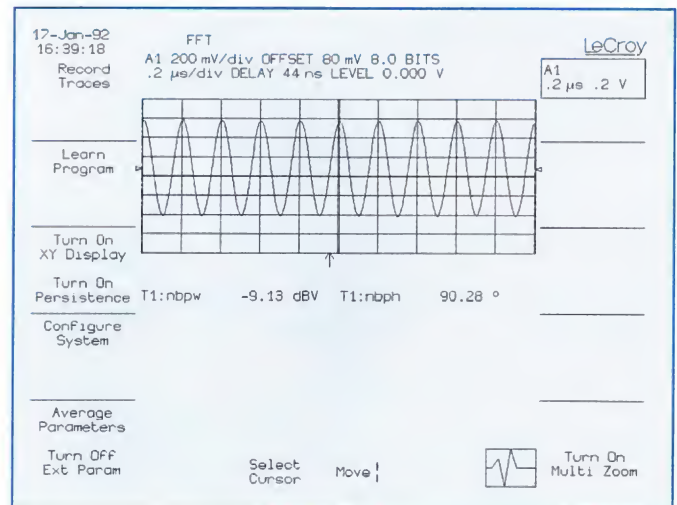 17-Jan-92
16:39:18
FFT
A1 200 mV/div OFFSET 80 mV 8.0 BITS
.2 µs/div DELAY 44 ns LEVEL 0.000 V
LeCroy
A1
.2 µs .2 V
Record
Traces
Learn
Program
Turn On
XY Display
Turn On
Persistence
T1:nbpw -9.13 dBV T1:nbph 90.28 °
Configure
System
Average
Parameters
Turn Off
Ext Param
Select
Cursor
Move
Turn On
Multi Zoom